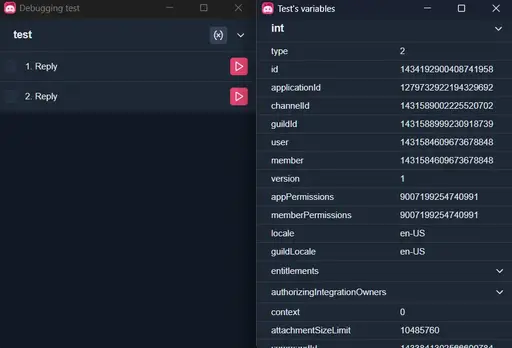 Debugging test
test
{x}
1. Reply
2. Reply
Test's variables
int
type 2
id 1434192900408741958
applicationId 1279732922194329692
channelId 1431589002225520702
guildId 1431588999230918739
user 1431584609673678848
member 1431584609673678848
version 1
appPermissions 9007199254740991
memberPermissions 9007199254740991
locale en-US
guildLocale en-US
entitlements
authorizingIntegrationOwners
context 0
attachmentSizeLimit 10485760